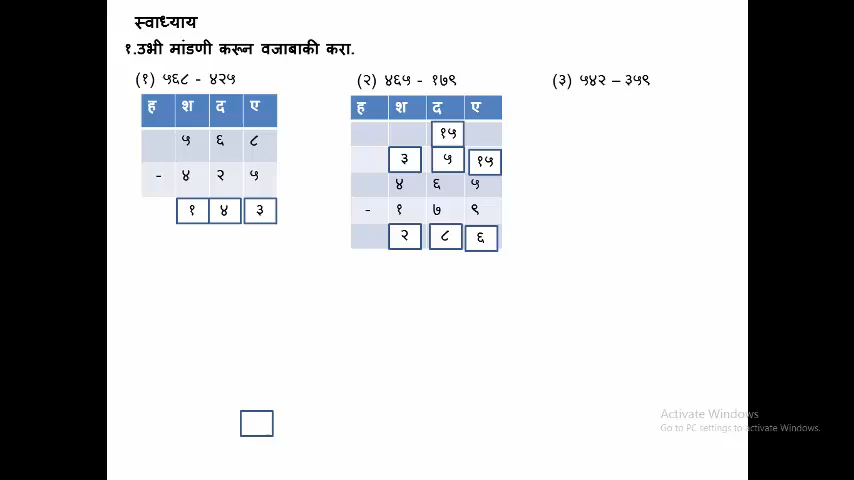 स्वाध्याय
१.उभी मांडणी करून वजाबाकी करा.
(१) ५६८ - ४२५
ह श द ए
५ ६ ८
- ४ २ ५
१ ४ ३
(२) ४६५ - १७९
ह श द ए
१५
३ ५ १५
४ ६ ५
- १ ७ ९
२ ८ ६
(३) ५४२ – ३५९
Activate Windows
Go to PC settings to activate Windows.